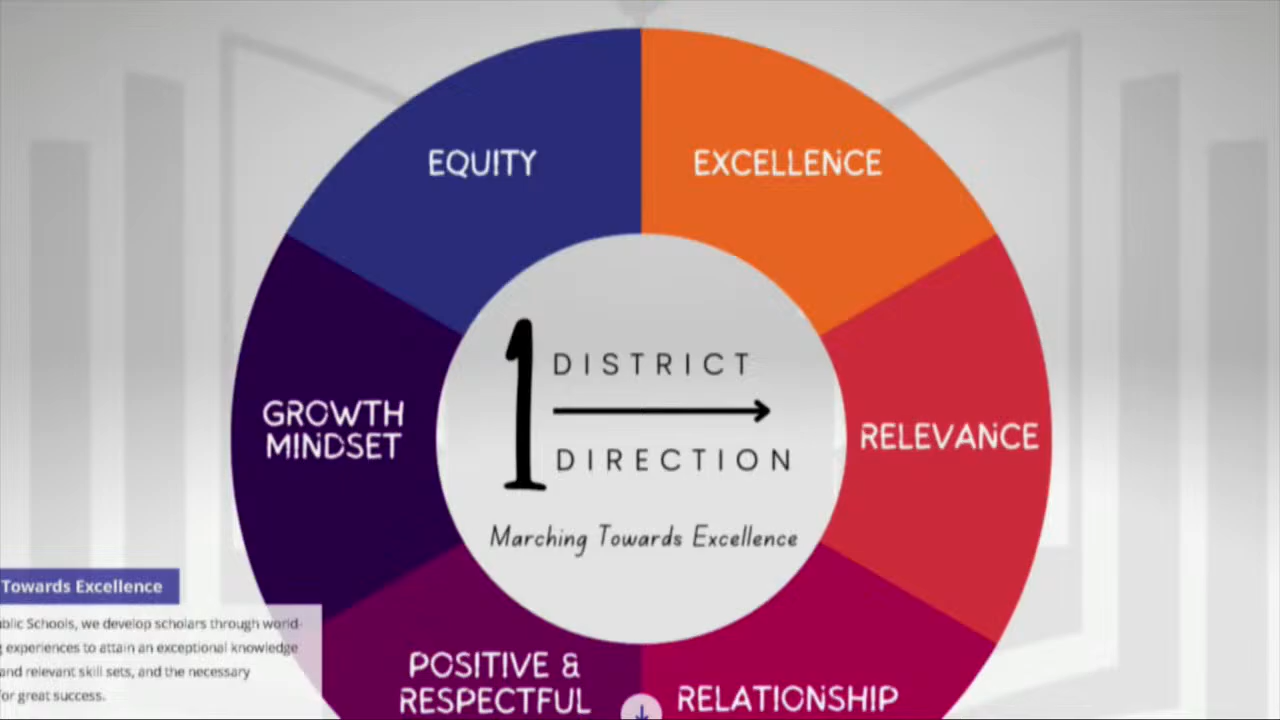 EQUITY
EXCELLENCE
GROWTH
MINDSET
1 DISTRICT
DIRECTION
RELEVANCE
Marching Towards Excellence
Towards Excellence
Schools, we develop scholars through world-
experiences to attain an exceptional knowledge
and relevant skill sets, and the necessary
for great success.
POSITIVE &
RESPECTFUL
RELATIONSHIP